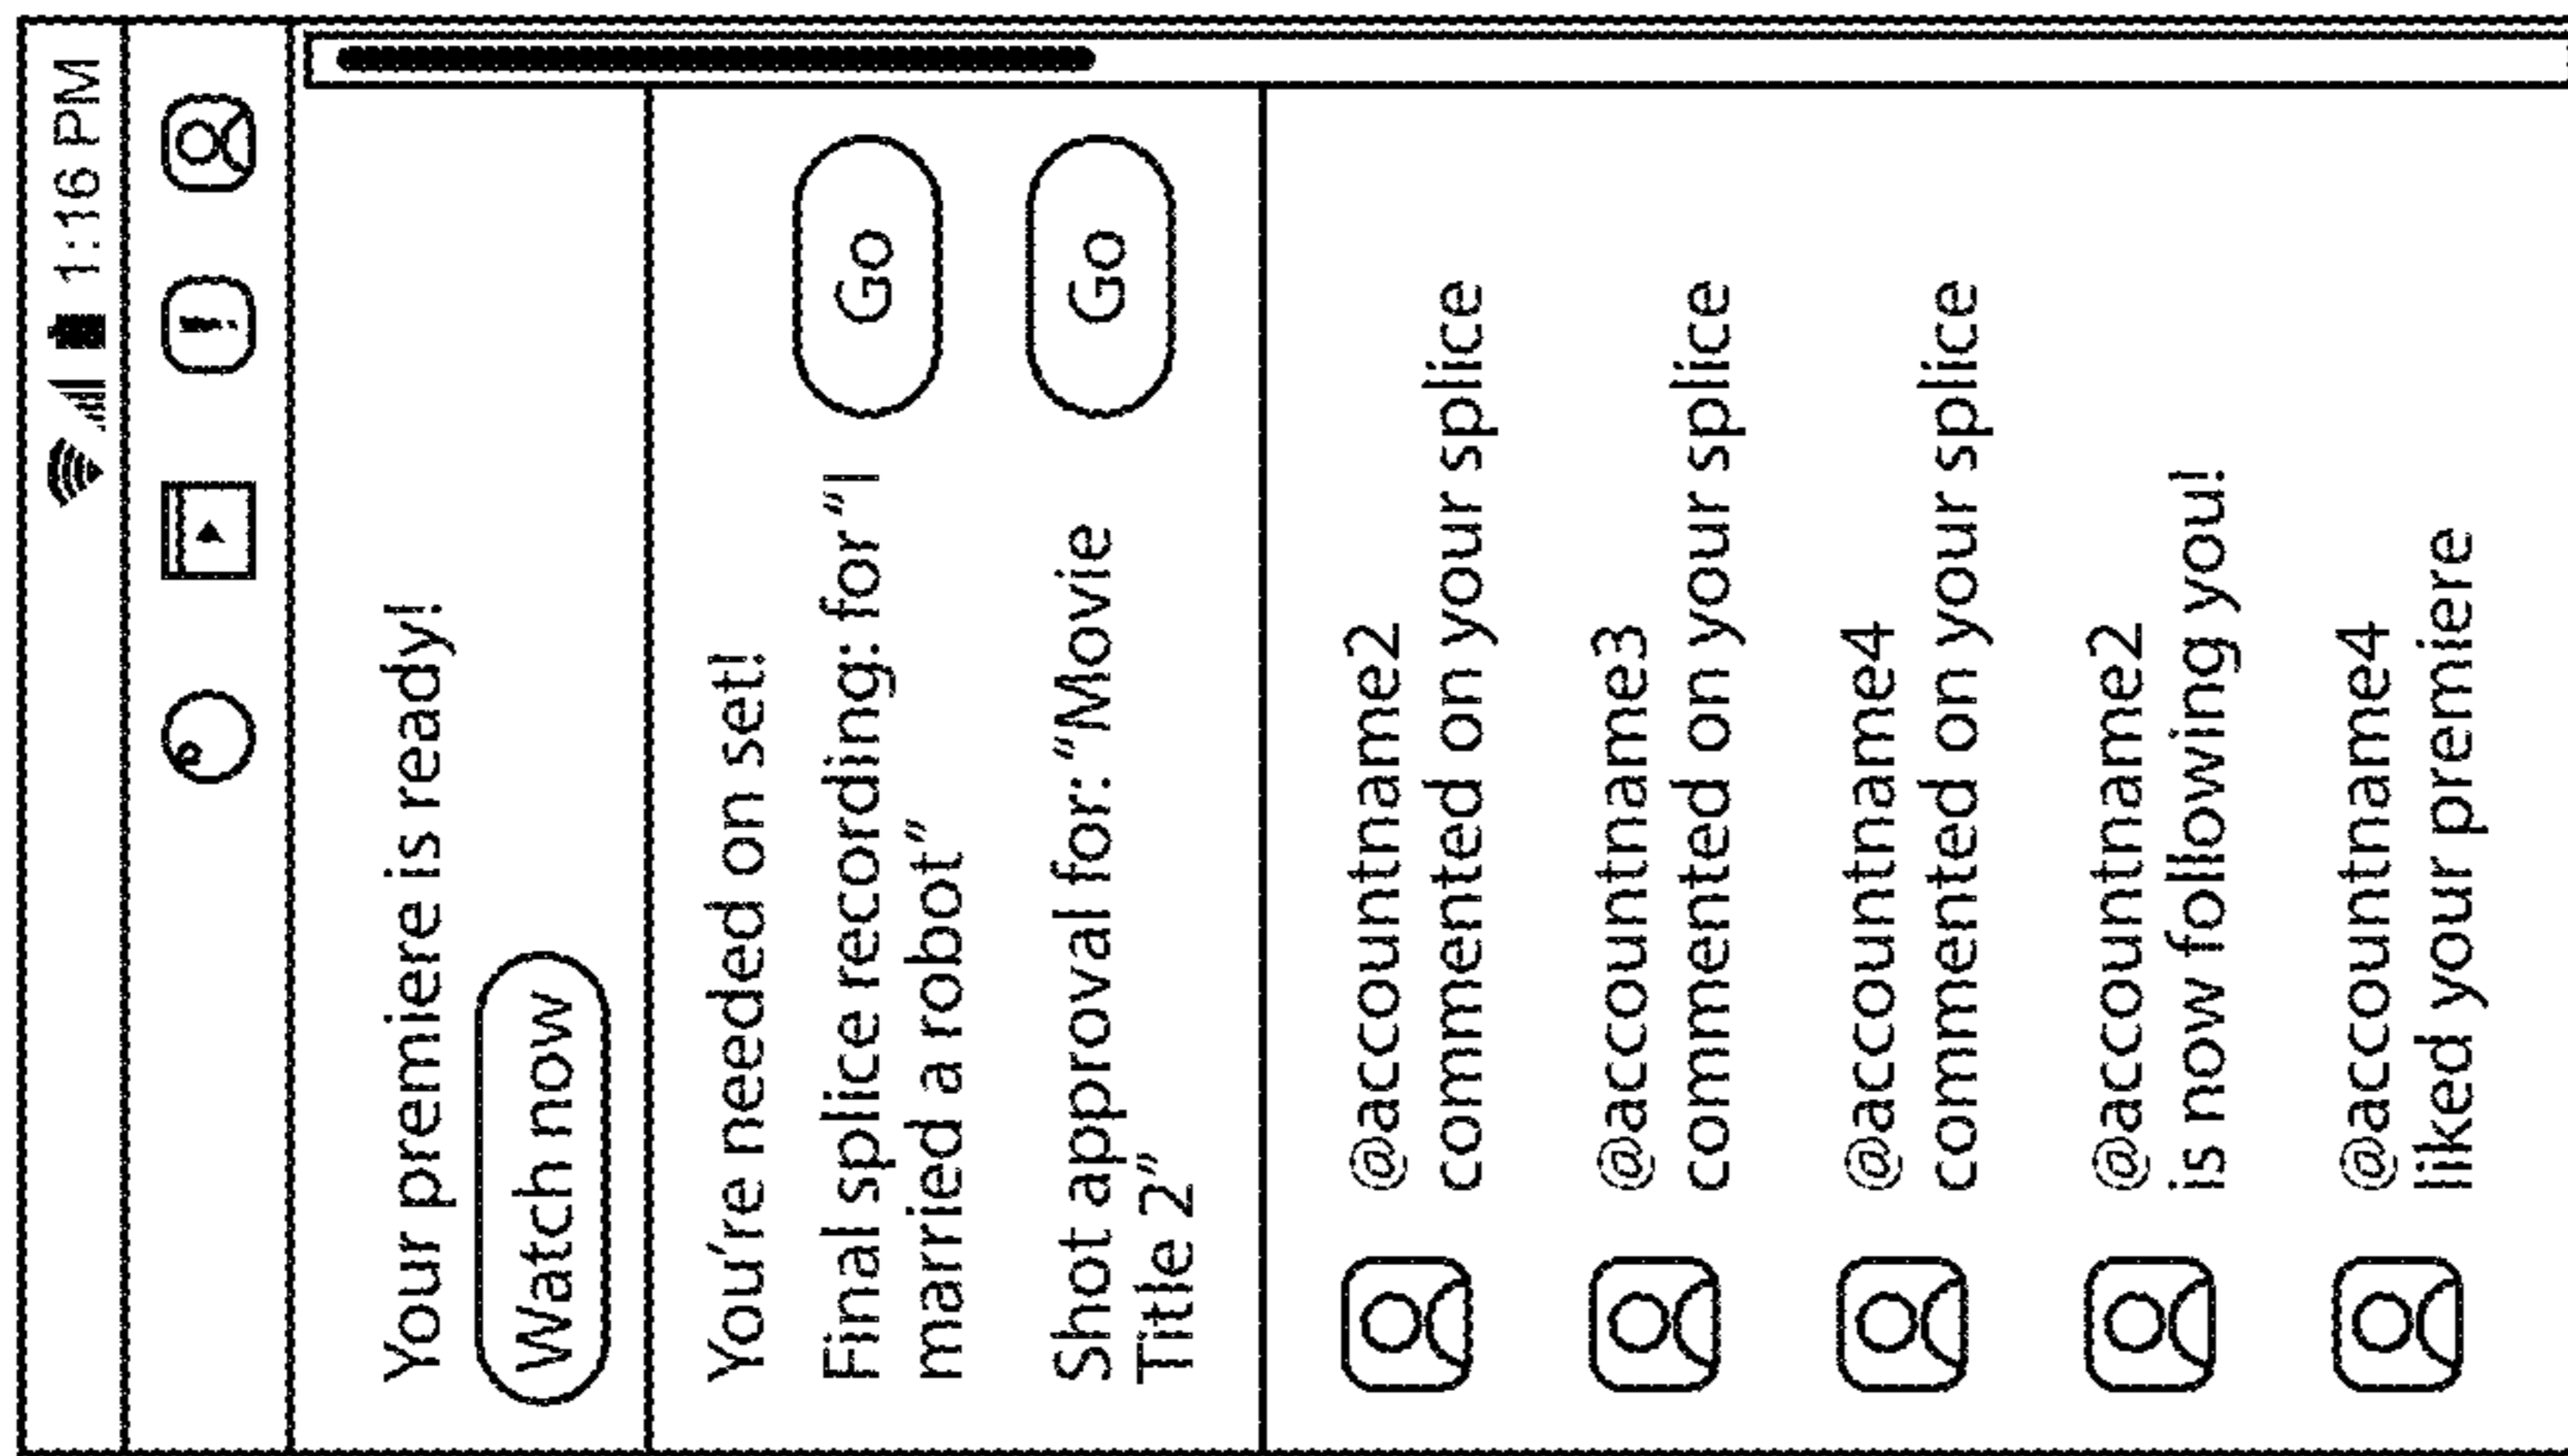 1:16 PM
!
Your premiere is ready!
Watch now
You're needed on set!
Final splice recording: for "I
married a robot"
Go
Shot approval for: "Movie
Title 2"
Go
@accountname2
commented on your splice
@accountname3
commented on your splice
@accountname4
commented on your splice
@accountname2
is now following you!
@accountname4
liked your premiere